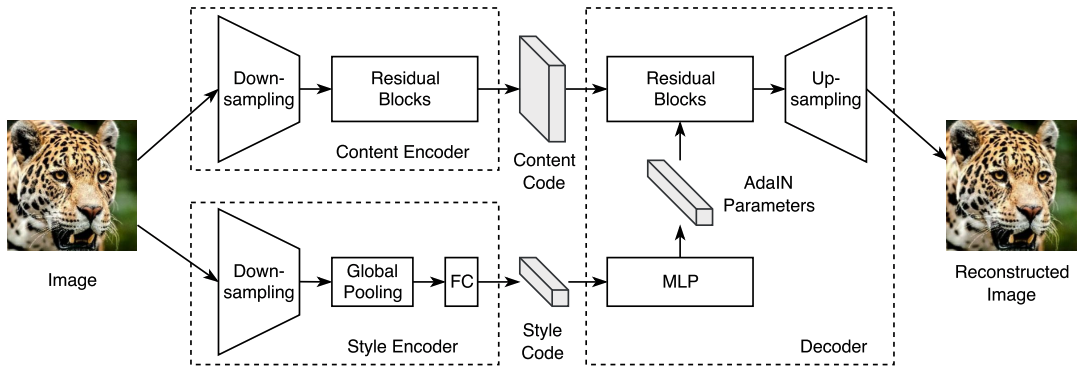 Down-
sampling
Residual
Blocks
Content Encoder
Content
Code
Residual
Blocks
Up-
sampling
AdaIN
Parameters
Image
Down-
sampling
Global
Pooling
FC
Style Encoder
Style
Code
MLP
Decoder
Reconstructed
Image